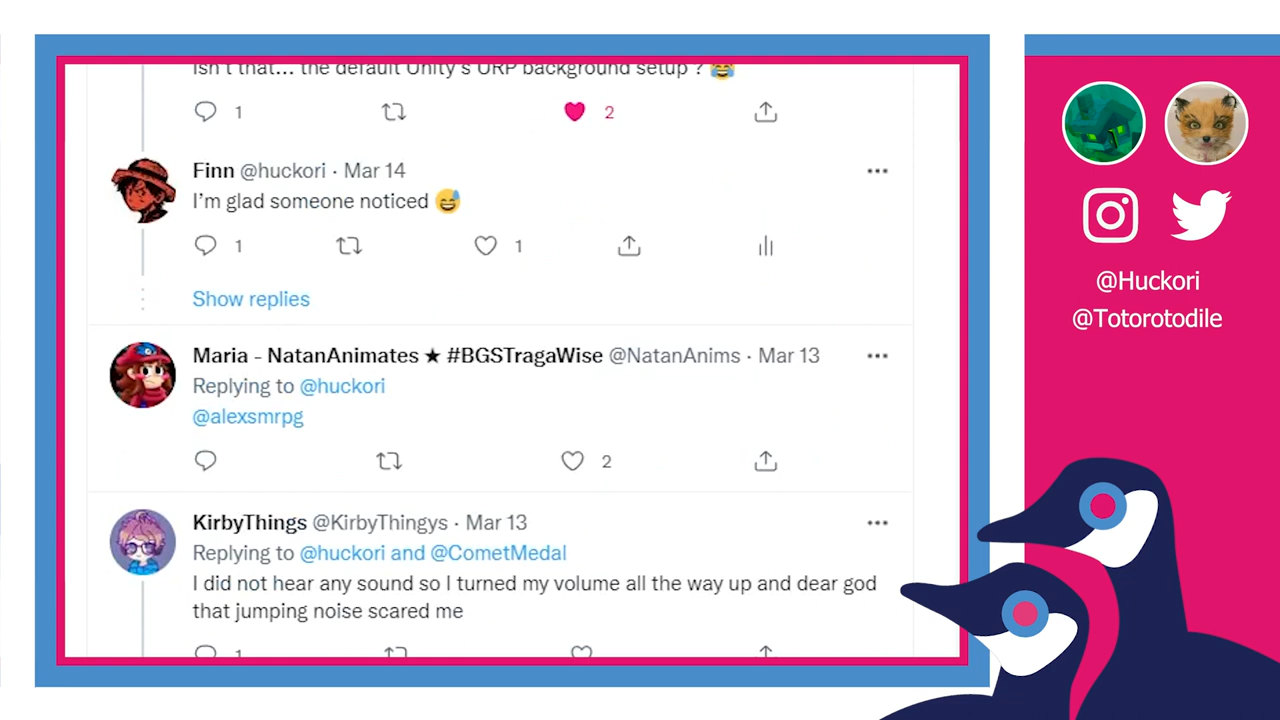 Isn't that... the default Unity's URP background setup ? 😂
1
2
Finn @huckori · Mar 14
I'm glad someone noticed 😅
1
1
Show replies
Maria - NatanAnimates ★ #BGSTragaWise @NatanAnims · Mar 13
Replying to @huckori
@alexsmrpg
2
KirbyThings @KirbyThingys · Mar 13
Replying to @huckori and @CometMedal
I did not hear any sound so I turned my volume all the way up and dear god
that jumping noise scared me
1
@Huckori
@Totorotodile